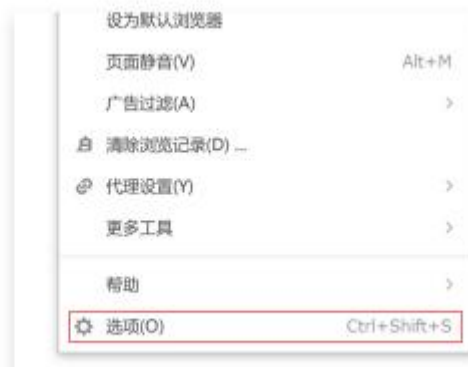 设为默认浏览器
页面静音(V) Alt+M
广告过滤(A)
清除浏览记录(D) ...
代理设置(Y)
更多工具
帮助
选项(O) Ctrl+Shift+S